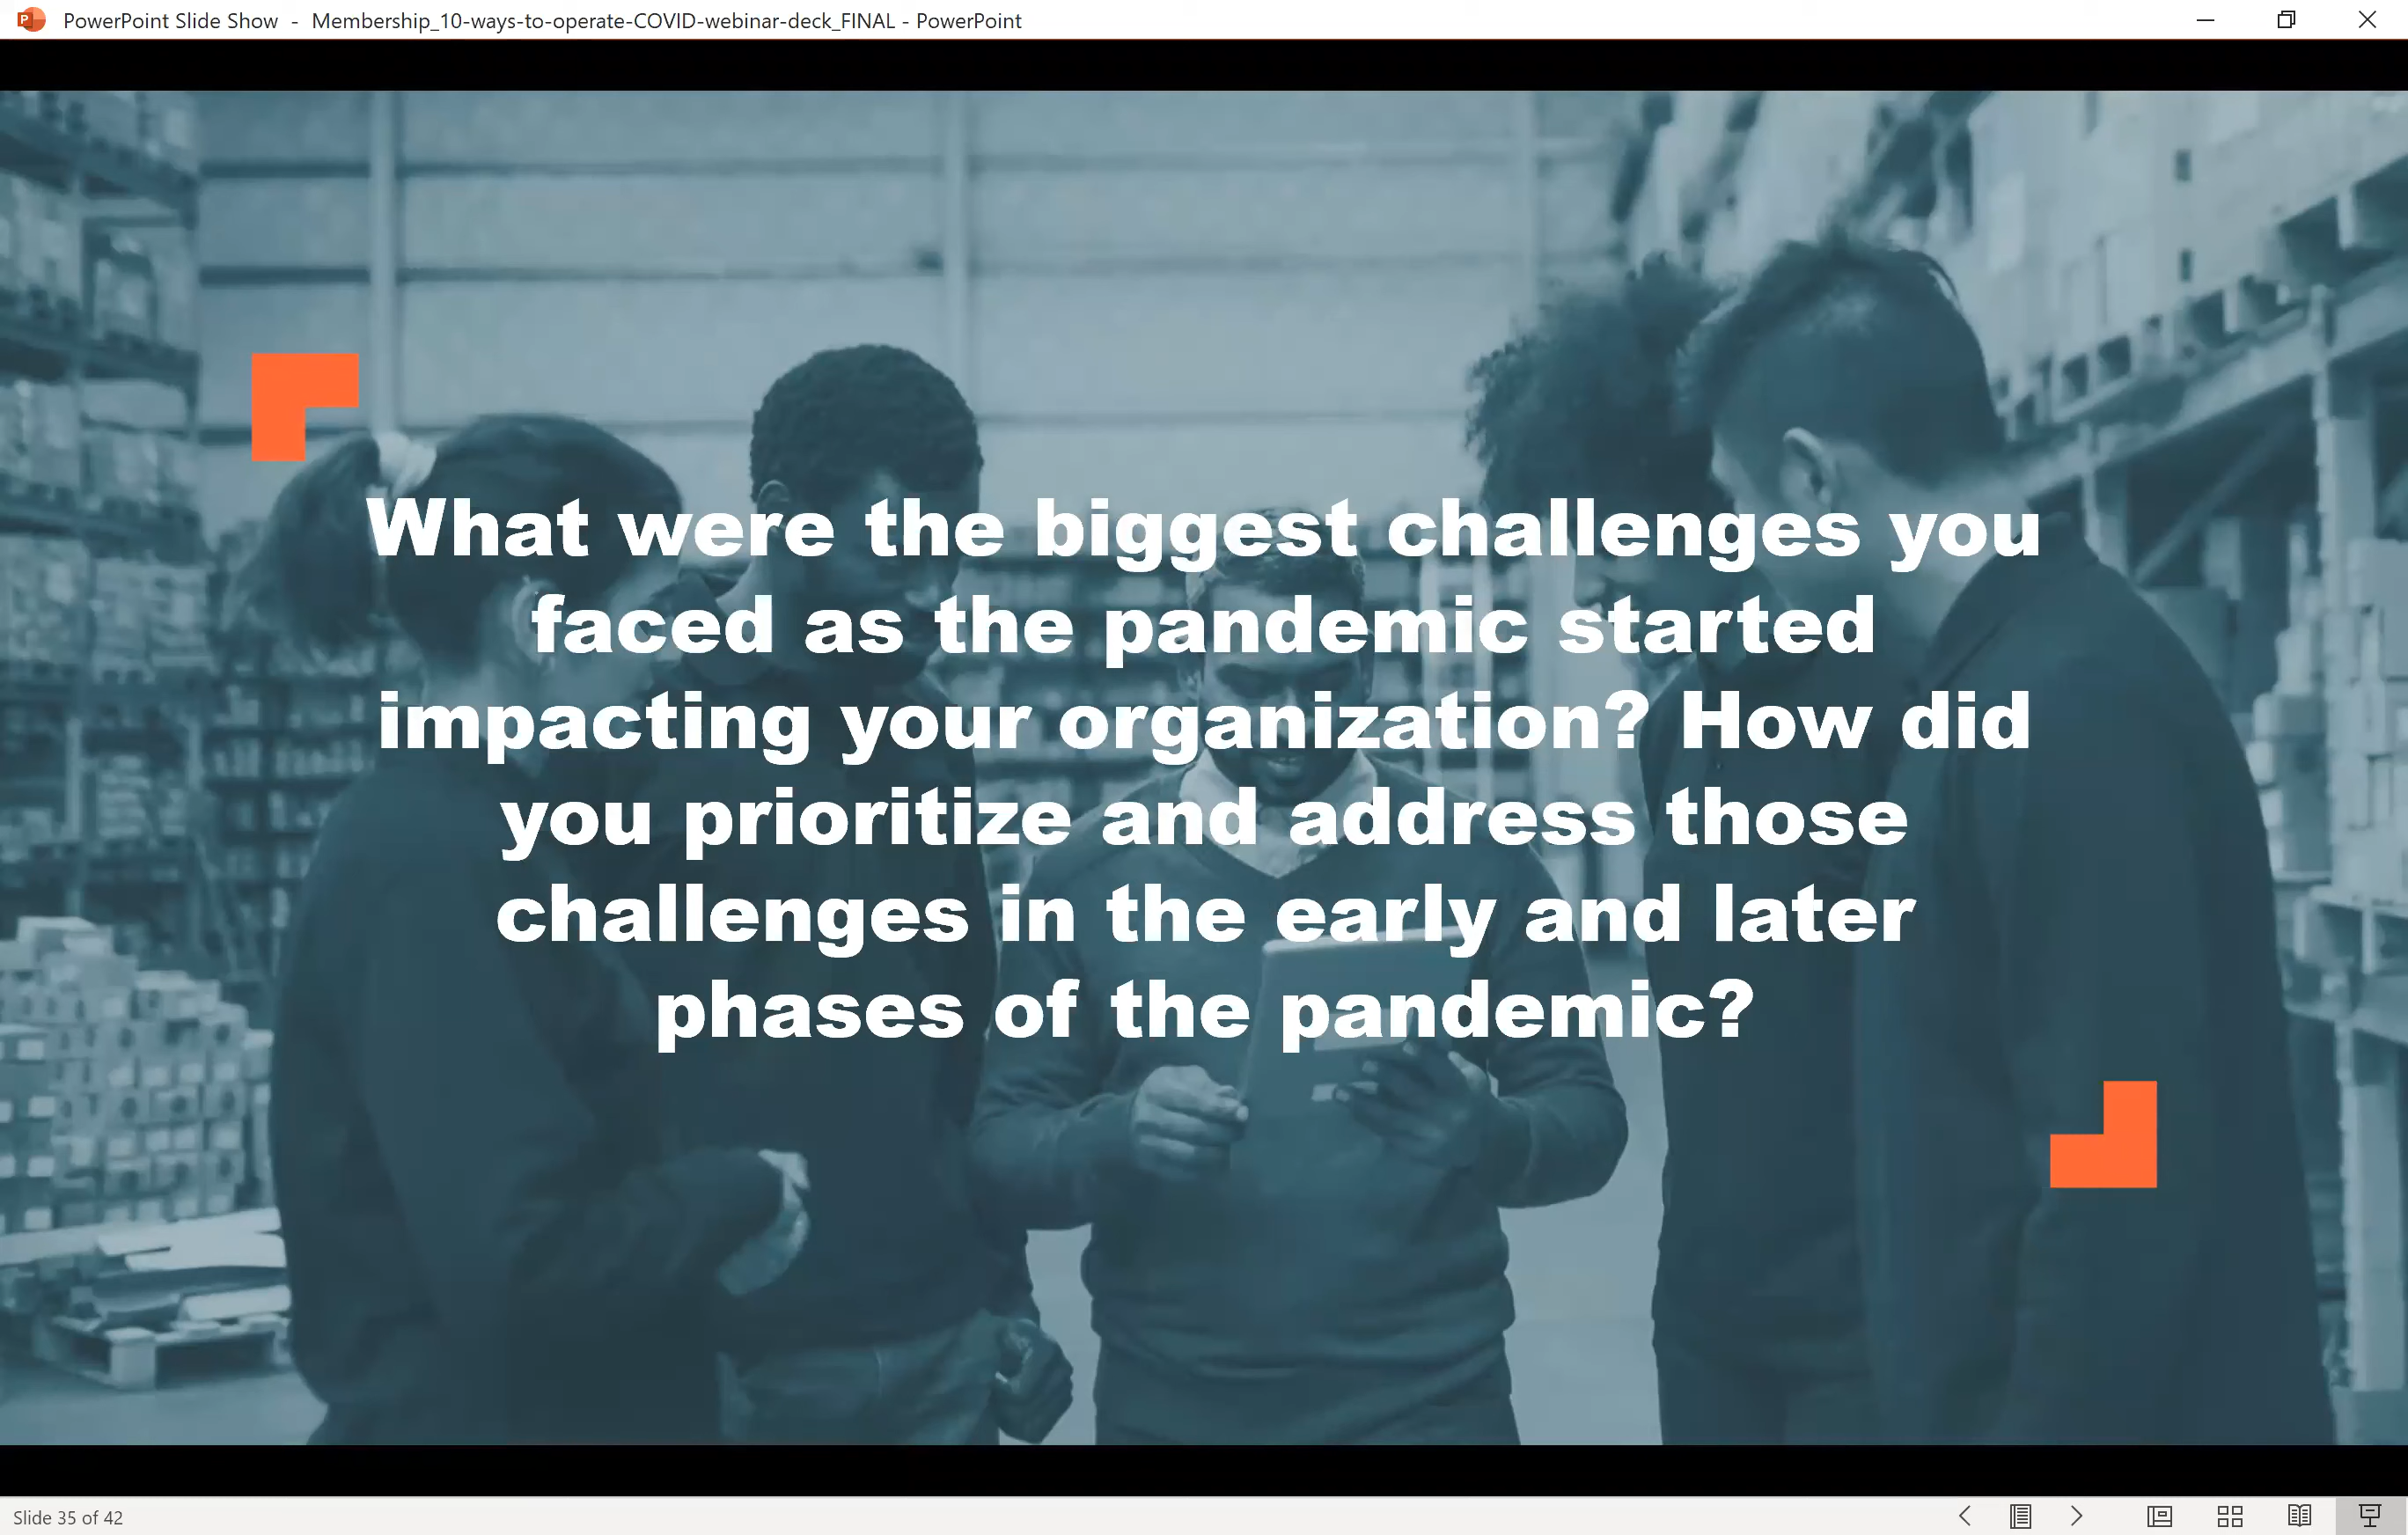 PowerPoint Slide Show - Membership_10-ways-to-operate-COVID-webinar-deck_FINAL - PowerPoint
What were the biggest challenges you
faced as the pandemic started
impacting your organization? How did
you prioritize and address those
challenges in the early and later
phases of the pandemic?
Slide 35 of 42